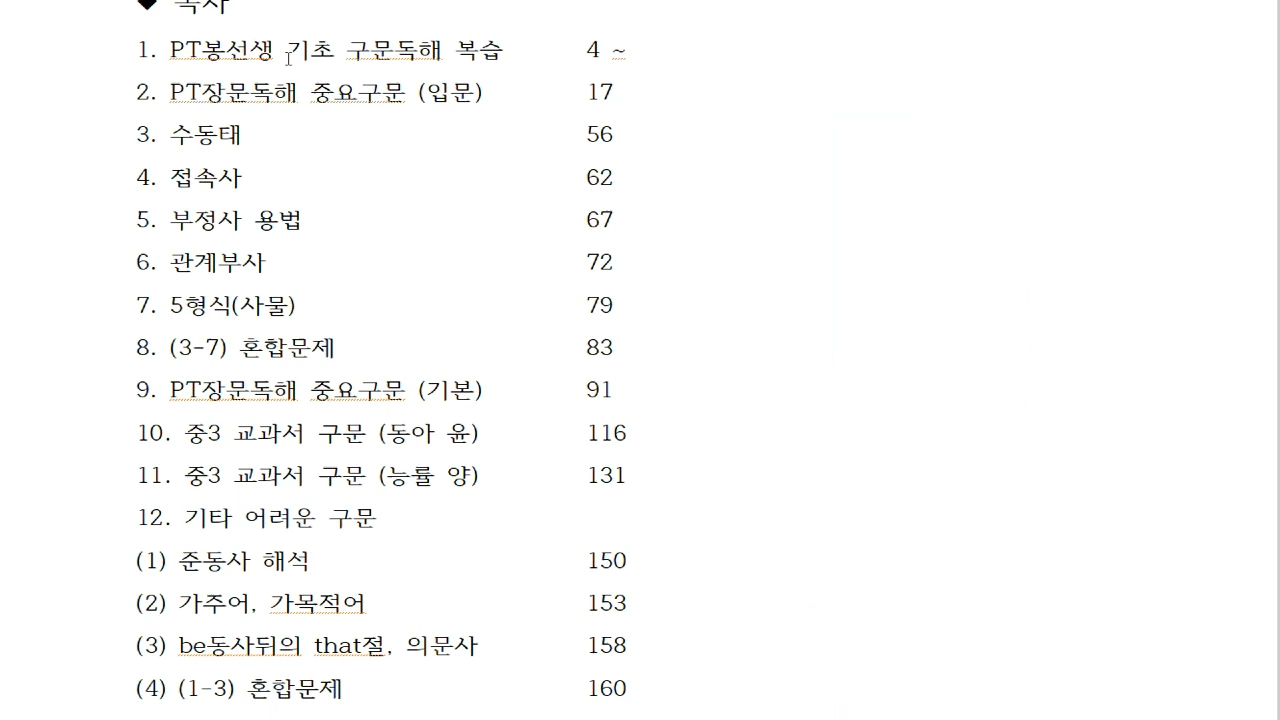 1. PT봉선생 기초 구문독해 복습 4 ~
2. PT장문독해 중요구문 (입문) 17
3. 수동태 56
4. 접속사 62
5. 부정사 용법 67
6. 관계부사 72
7. 5형식(사물) 79
8. (3-7) 혼합문제 83
9. PT장문독해 중요구문 (기본) 91
10. 중3 교과서 구문 (동아 윤) 116
11. 중3 교과서 구문 (능률 양) 131
12. 기타 어려운 구문
(1) 준동사 해석 150
(2) 가주어, 가목적어 153
(3) be동사뒤의 that절, 의문사 158
(4) (1-3) 혼합문제 160